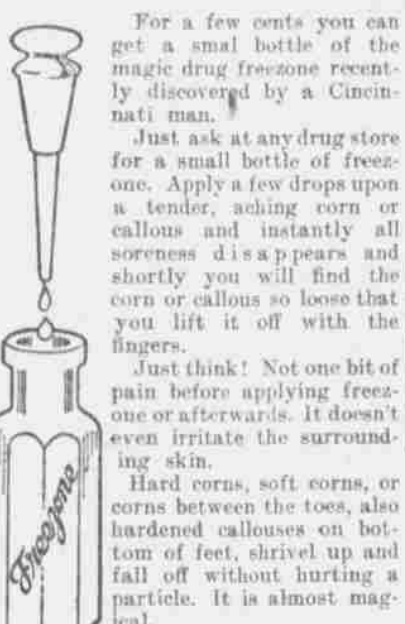 For a few cents you can
get a smal bottle of the
magic drug freezone recent-
ly discovered by a Cincin-
nati man.
Just ask at any drug store
for a small bottle of freez-
one. Apply a few drops upon
a tender, aching corn or
callous and instantly all
soreness disappears and
shortly you will find the
corn or callous so loose that
you lift it off with the
fingers.
Just think! Not one bit of
pain before applying freez-
one or afterwards. It doesn't
even irritate the surround-
ing skin.
Hard corns, soft corns, or
corns between the toes, also
hardened callouses on bot-
tom of feet, shrivel up and
fall off without hurting a
particle. It is almost mag-
ical.
Freezone